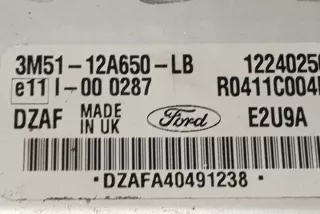 3M51-12A650-LB 1224025
e11 I-00 0287 R0411C004
DZAF MADE IN UK Ford E2U9A
*DZAFA40491238*